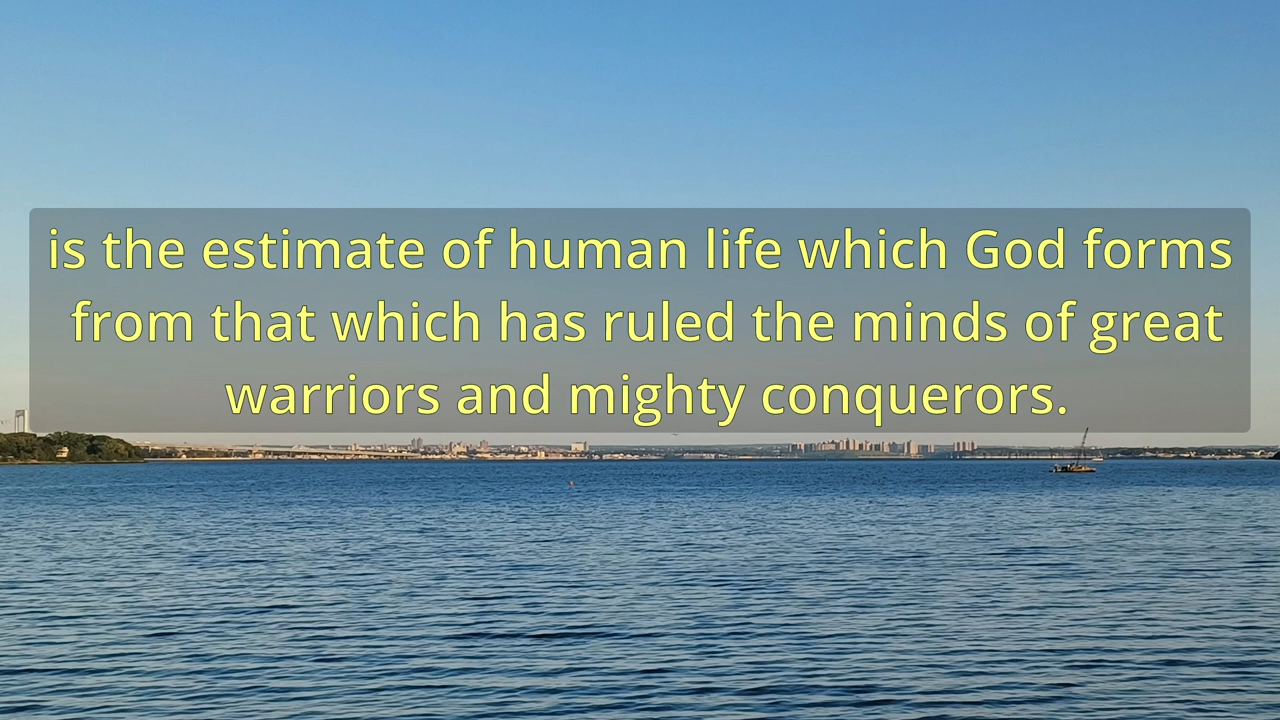 is the estimate of human life which God forms
from that which has ruled the minds of great
warriors and mighty conquerors.